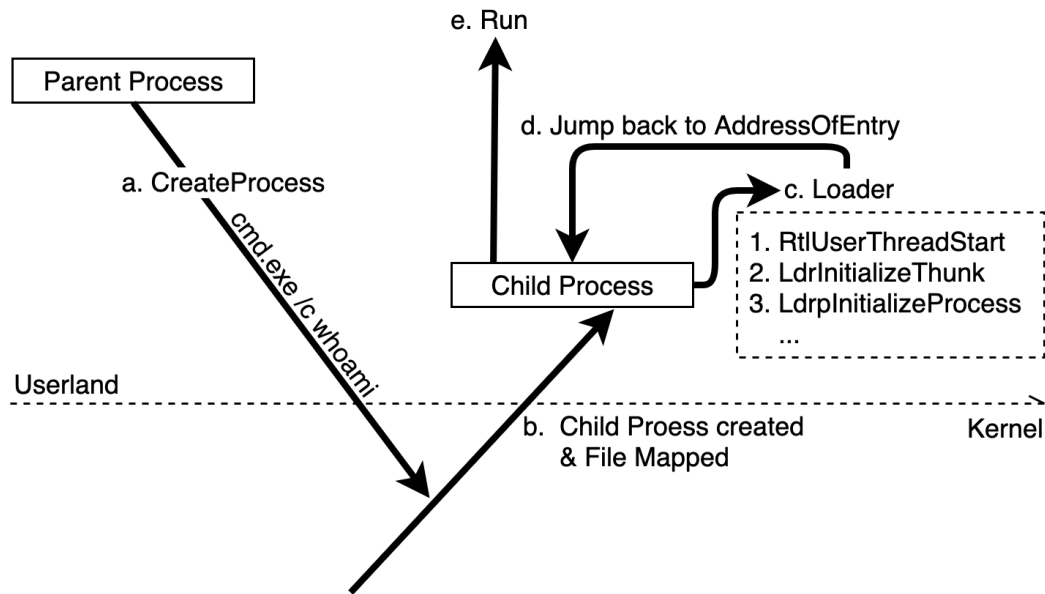 e. Run
Parent Process
d. Jump back to AddressOfEntry
a. CreateProcess
c. Loader
cmd.exe /c whoami
1. RtlUserThreadStart
2. LdrInitializeThunk
3. LdrpInitializeProcess
...
Child Process
Userland
b. Child Proess created
& File Mapped
Kernel